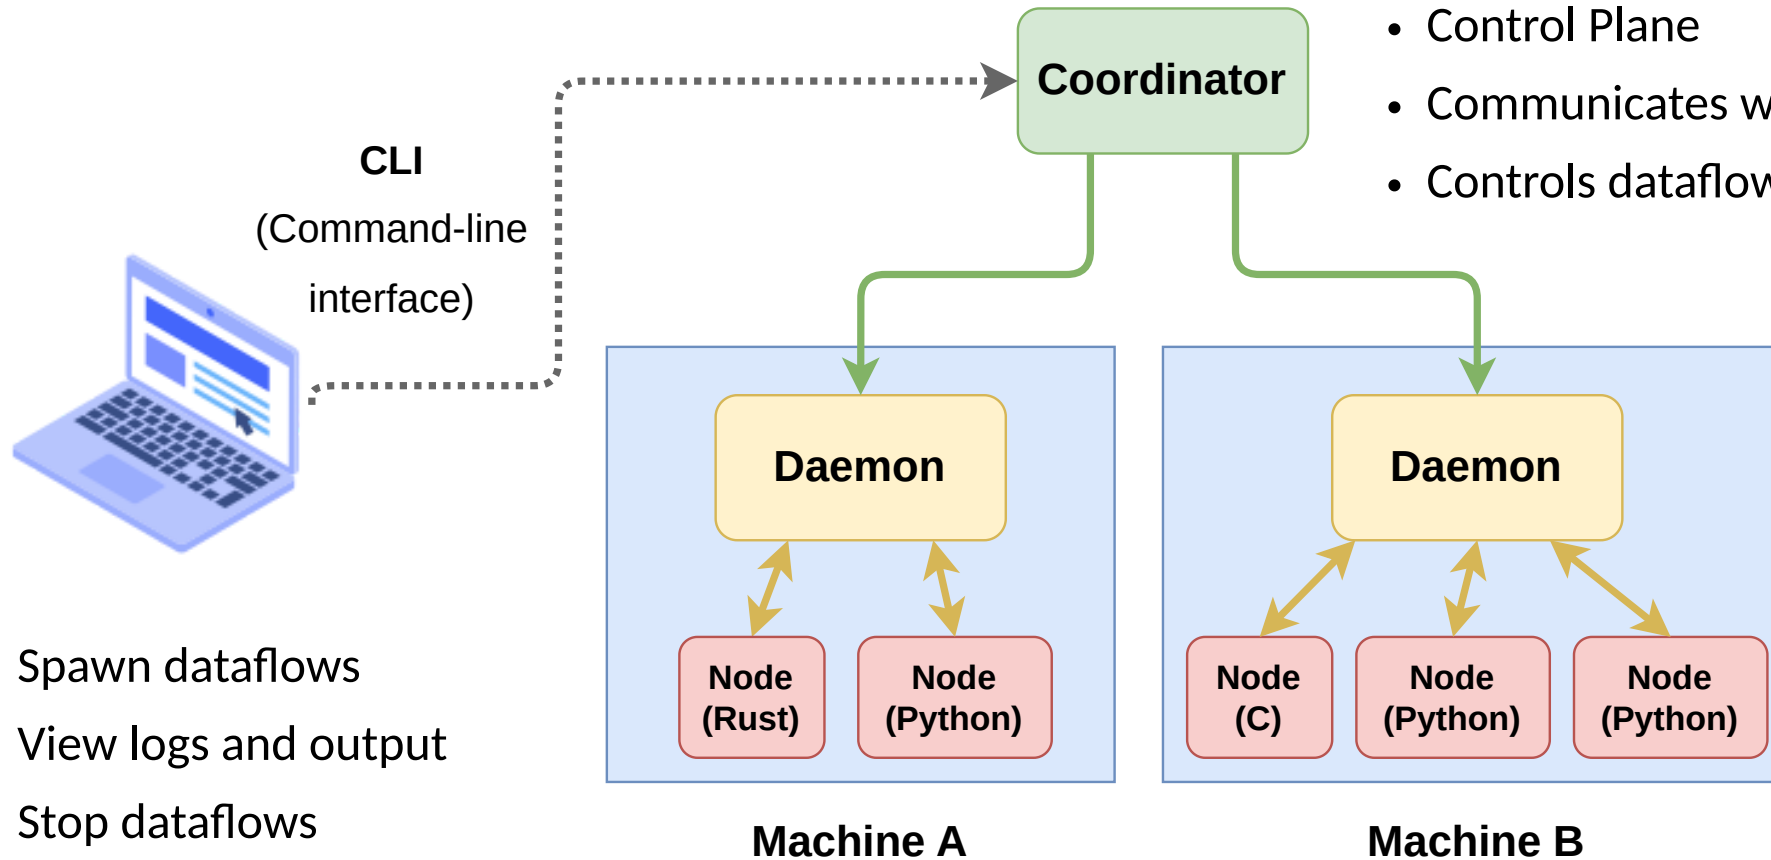 Coordinator
• Control Plane
• Communicates
• Controls
CLI
(Command-line
interface)
Daemon
Daemon
Node
(Rust)
Node
(Python)
Node
(C)
Node
(Python)
Node
(Python)
Spawn dataflows
View logs and output
Stop dataflows
Machine A
Machine B